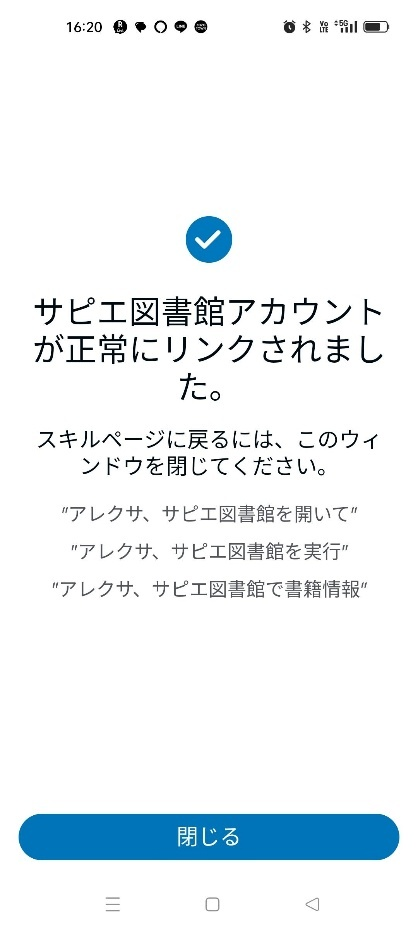 16:20
サピエ図書館アカウント
が正常にリンクされまし
た。
スキルページに戻るには、このウィ
ンドウを閉じてください。
"アレクサ、サピエ図書館を開いて"
"アレクサ、サピエ図書館を実行"
"アレクサ、サピエ図書館で書籍情報"
閉じる